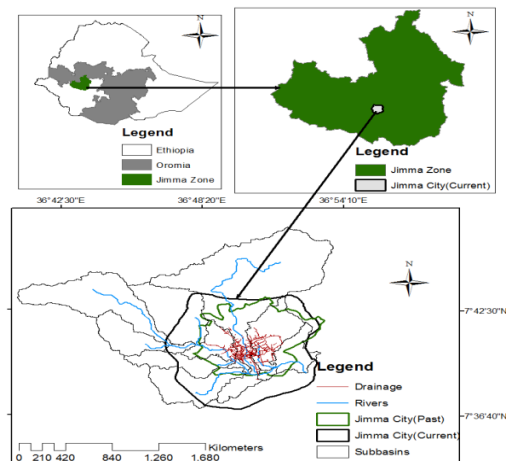 N
Legend
Ethiopia
Oromia
Jimma Zone
N
Legend
Jimma Zone
Jimma City(Current)
36°42'30"E
36°48'20"E
36°54'10"E
N
7°42'30"N
7°36'40"N
Legend
Drainage
Rivers
Jimma City(Past)
Jimma City(Current)
Subbasins
Kilometers
0 210 420 840 1.260 1.680